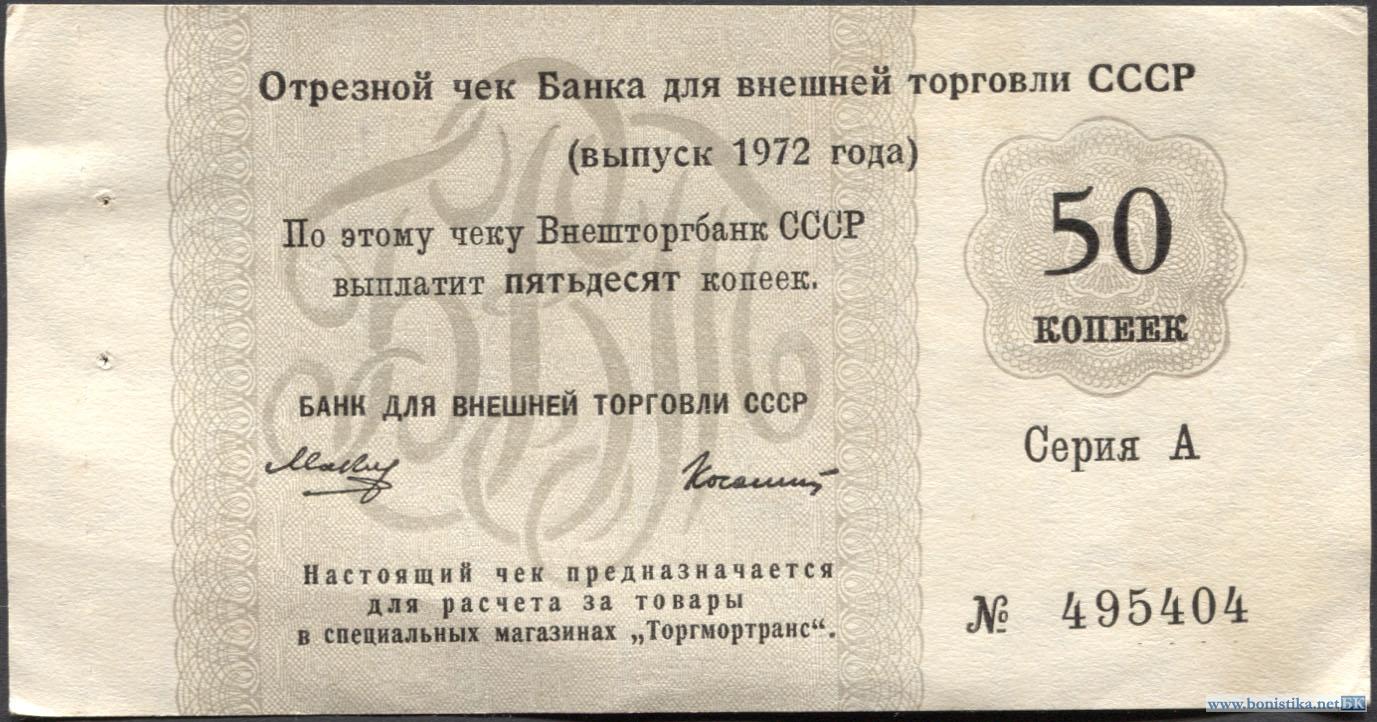 Отрезной чек Банка для внешней торговли СССР
(выпуск 1972 года)
По этому чеку Внешторгбанк СССР
выплатит пятьдесят копеек.
50
КОПЕЕК
БАНК ДЛЯ ВНЕШНЕЙ ТОРГОВЛИ СССР
Серия А
Настоящий чек предназначается
для расчета за товары
в специальных магазинах „Торгмортранс“.
№ 495404
www.bonistika.net БК